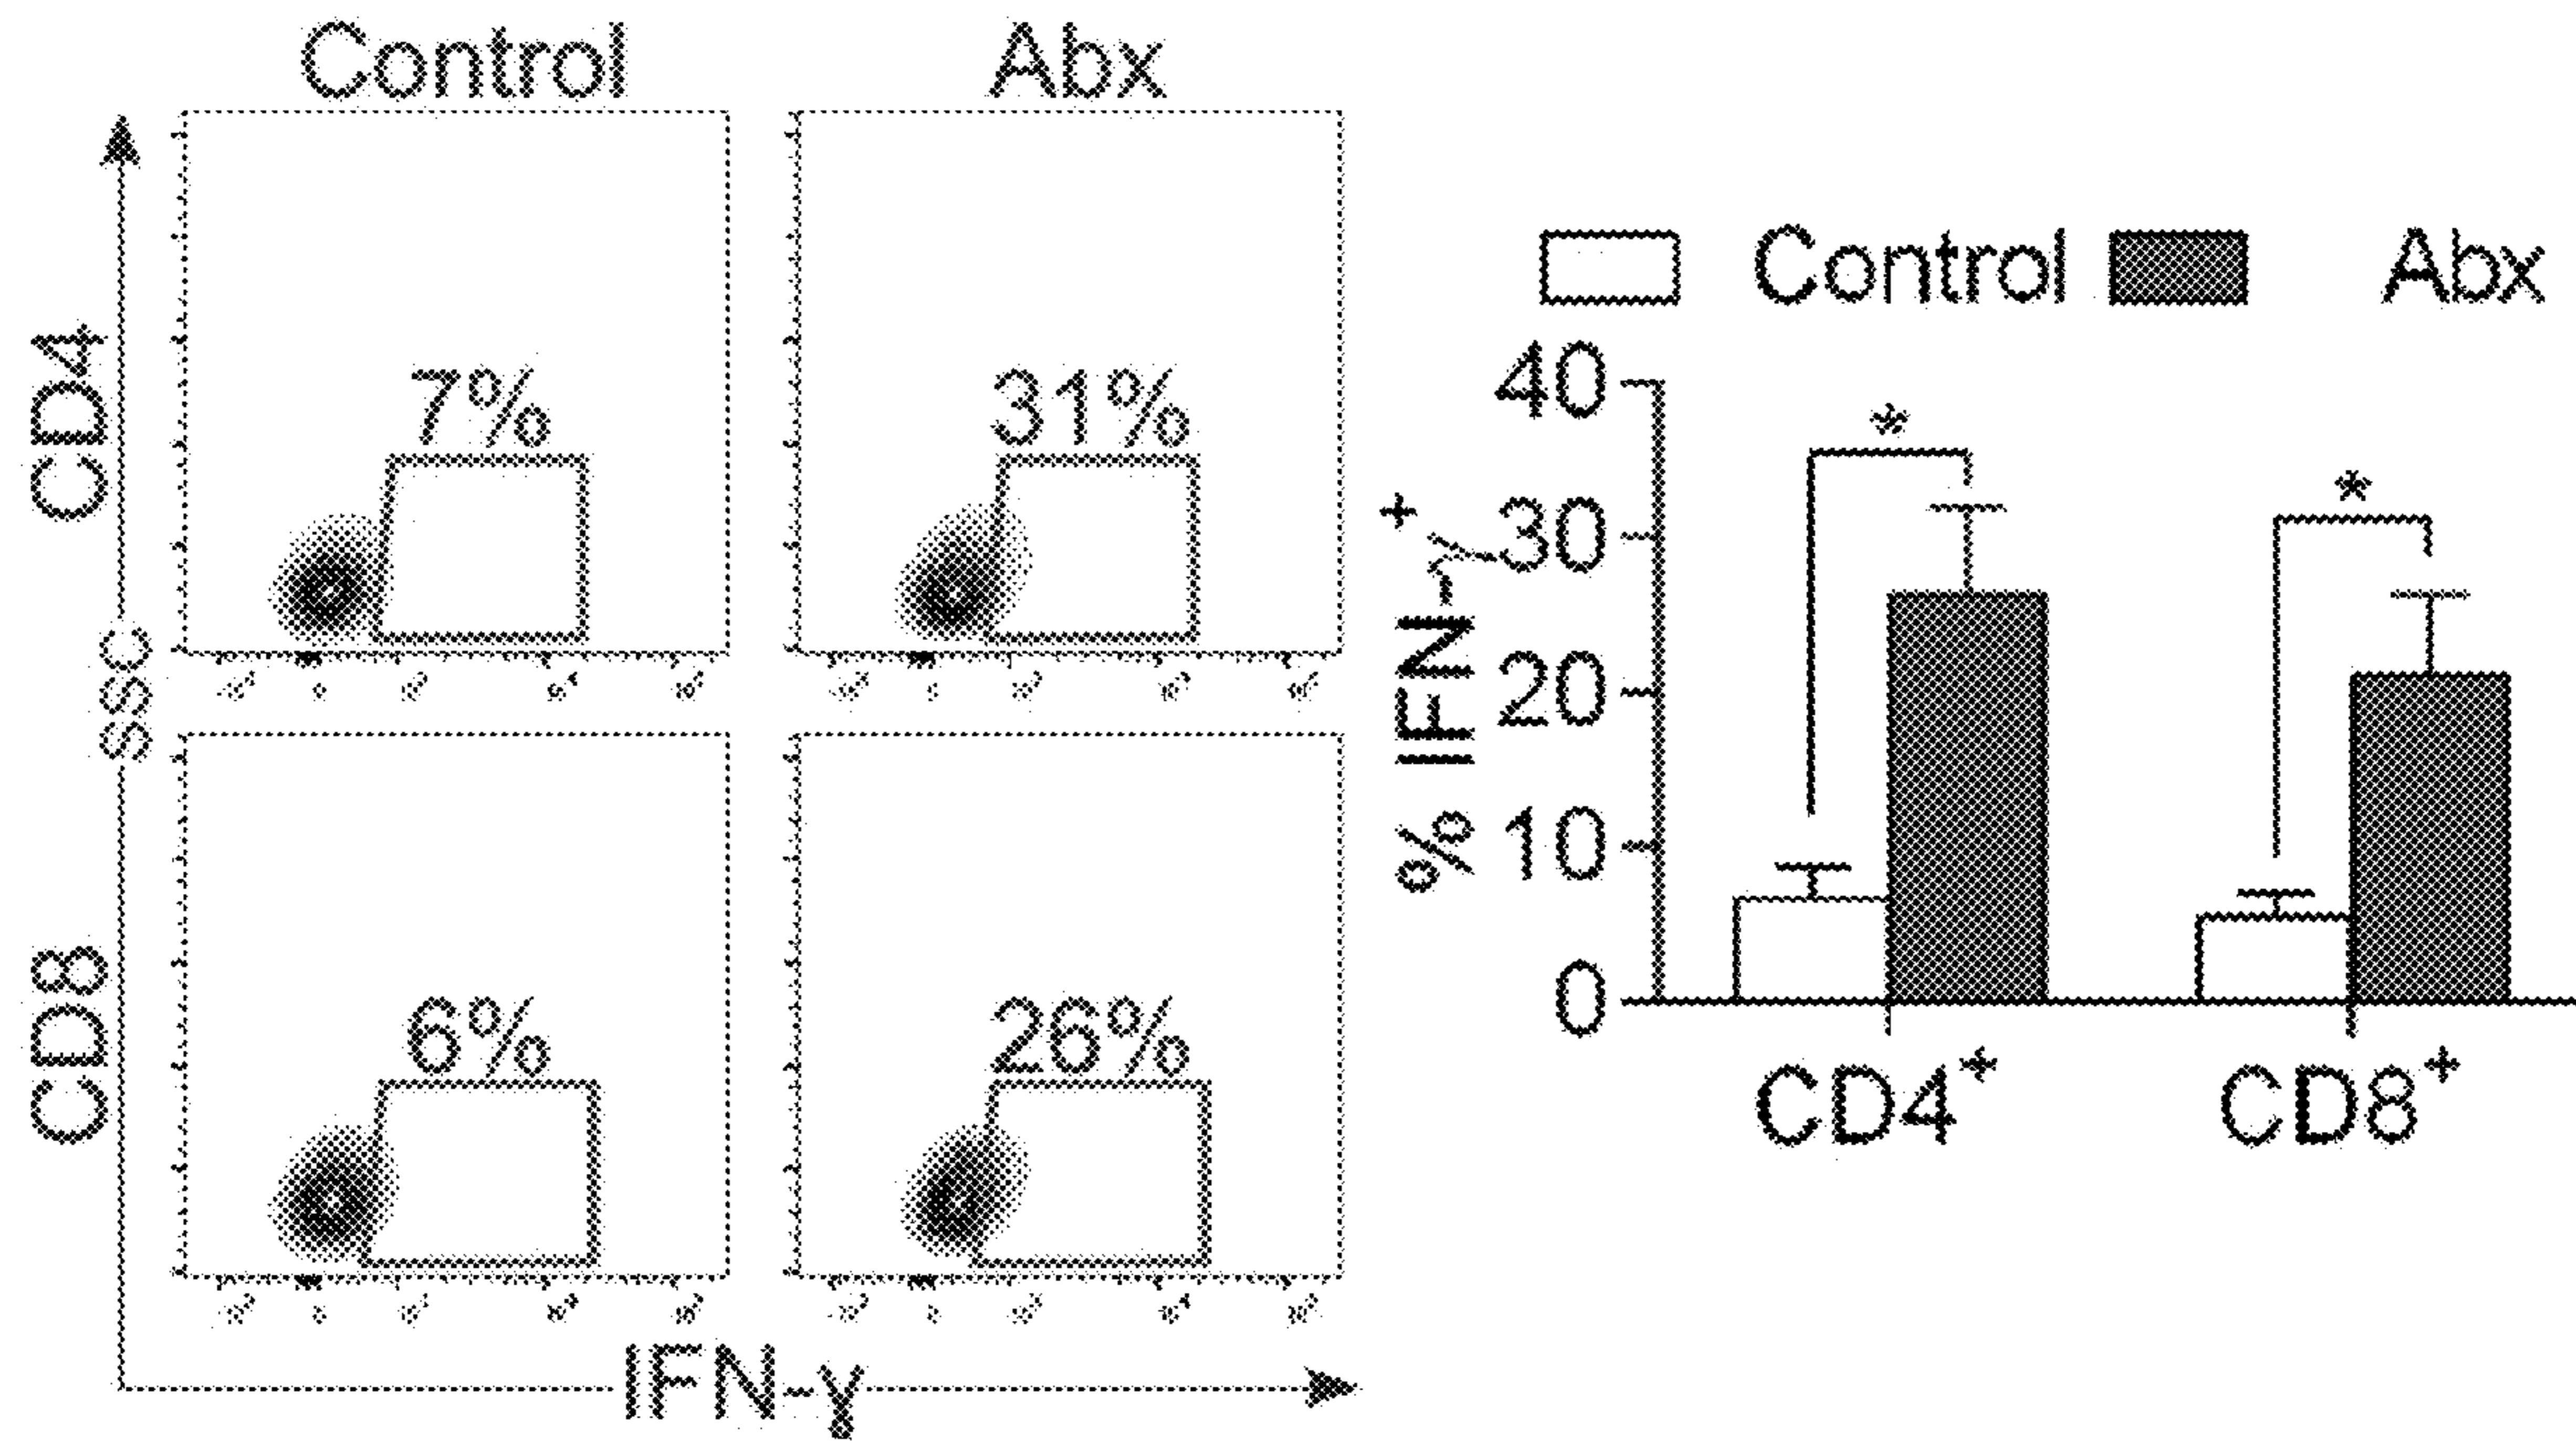 Control Abx
CD4
7%
31%
SSC
CD8
6%
26%
IFN-γ
Control Abx
% IFN-γ⁺
40
30
20
10
0
*
*
CD4⁺ CD8⁺